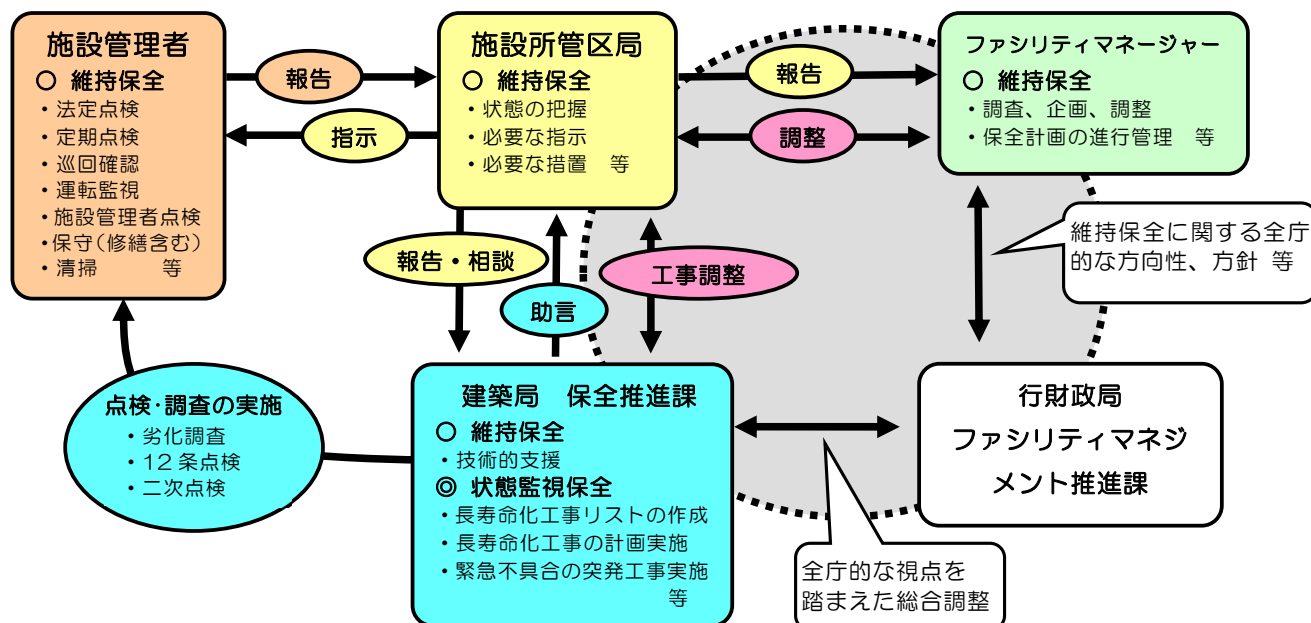 施設管理者
○ 維持保全
・法定点検
・定期点検
・巡回確認
・運転監視
・施設管理者点検
・保守(修繕含む)
・清掃　　　等
報告
指示
施設所管区局
○ 維持保全
・状態の把握
・必要な指示
・必要な措置　等
報告
調整
ファシリティマネージャー
○ 維持保全
・調査、企画、調整
・保全計画の進行管理　等
報告・相談
助言
工事調整
維持保全に関する全庁
的な方向性、方針 等
点検・調査の実施
・劣化調査
・12条点検
・二次点検
建築局　保全推進課
○ 維持保全
・技術的支援
◎ 状態監視保全
・長寿命化工事リストの作成
・長寿命化工事の計画実施
・緊急不具合の突発工事実施
等
行財政局
ファシリティマネジ
メント推進課
全庁的な視点を
踏まえた総合調整